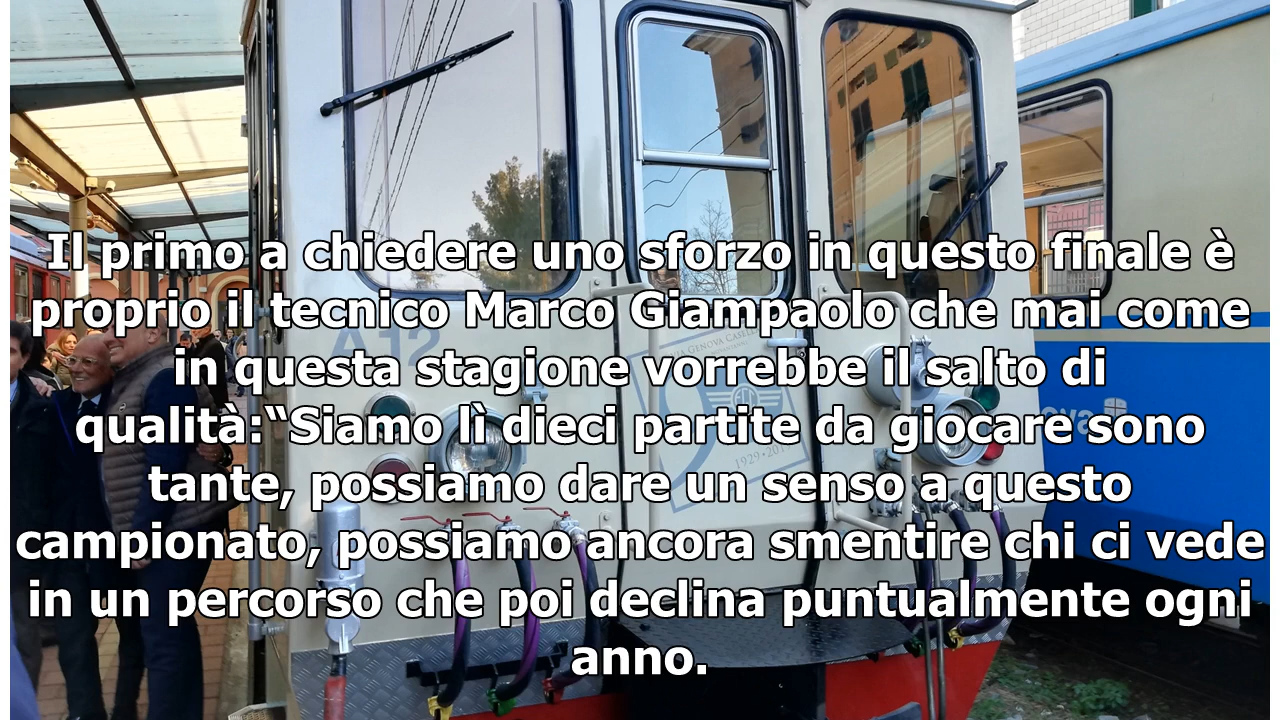 Il primo a chiedere uno sforzo in questo finale è
proprio il tecnico Marco Giampaolo che mai come
in questa stagione vorrebbe il salto di
qualità:“Siamo lì dieci partite da giocare sono
tante, possiamo dare un senso a questo
campionato, possiamo ancora smentire chi ci vede
in un percorso che poi declina puntualmente ogni
anno.
A12
GENOVA